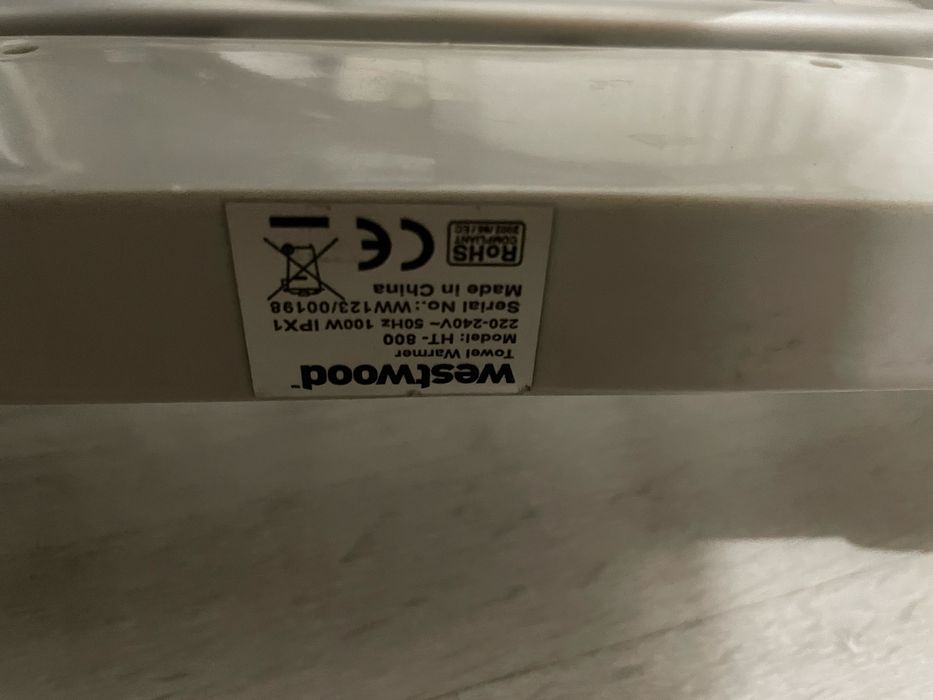 westwood™
Towel Warmer
Model: HT- 800
220-240V~ 50Hz 100W IPX1
Serial No.: WW123/00198
Made in China
RoHS
COMPLIANT
2002/95/EC
CE